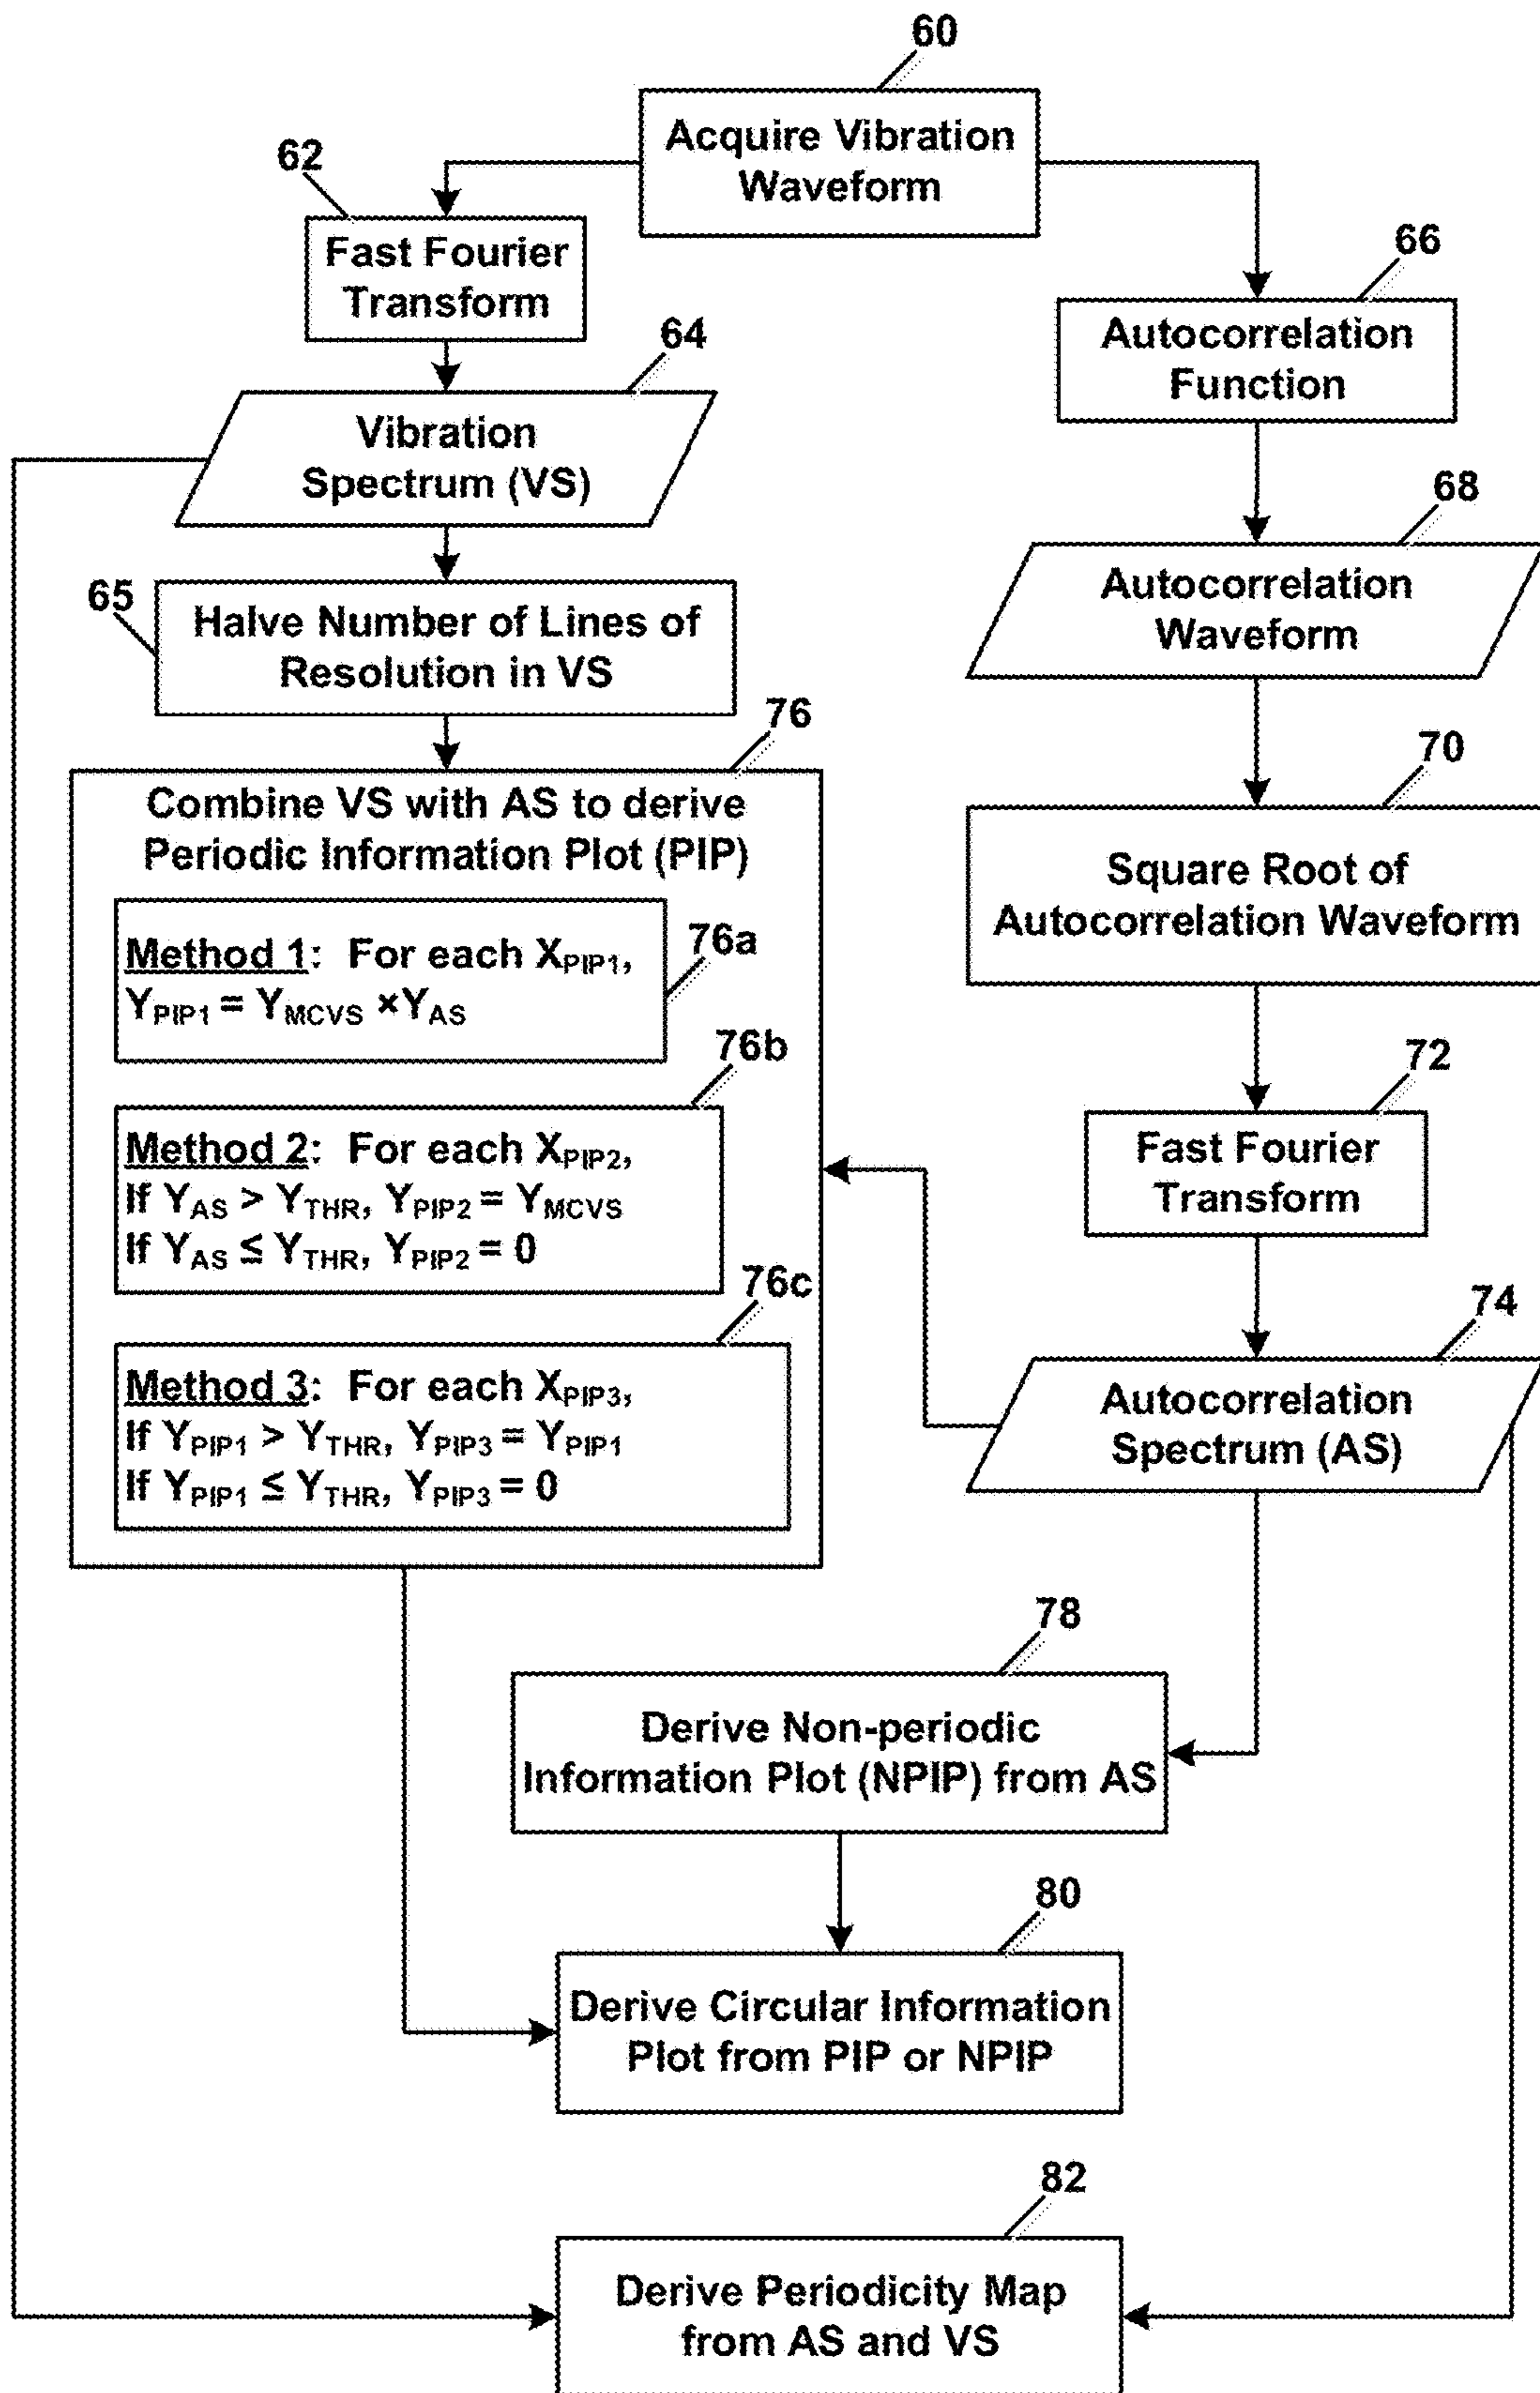 60
Acquire Vibration
Waveform
62
Fast Fourier
Transform
66
Autocorrelation
Function
64
Vibration
Spectrum (VS)
68
Autocorrelation
Waveform
65
Halve Number of Lines of
Resolution in VS
70
Square Root of
Autocorrelation Waveform
76
Combine VS with AS to derive
Periodic Information Plot (PIP)
76a
Method 1: For each XPIP1,
YPIP1 = YMCVS ×YAS
76b
Method 2: For each XPIP2,
If YAS > YTHR, YPIP2 = YMCVS
If YAS ≤ YTHR, YPIP2 = 0
76c
Method 3: For each XPIP3,
If YPIP1 > YTHR, YPIP3 = YPIP1
If YPIP1 ≤ YTHR, YPIP3 = 0
72
Fast Fourier
Transform
74
Autocorrelation
Spectrum (AS)
78
Derive Non-periodic
Information Plot (NPIP) from AS
80
Derive Circular Information
Plot from PIP or NPIP
82
Derive Periodicity Map
from AS and VS